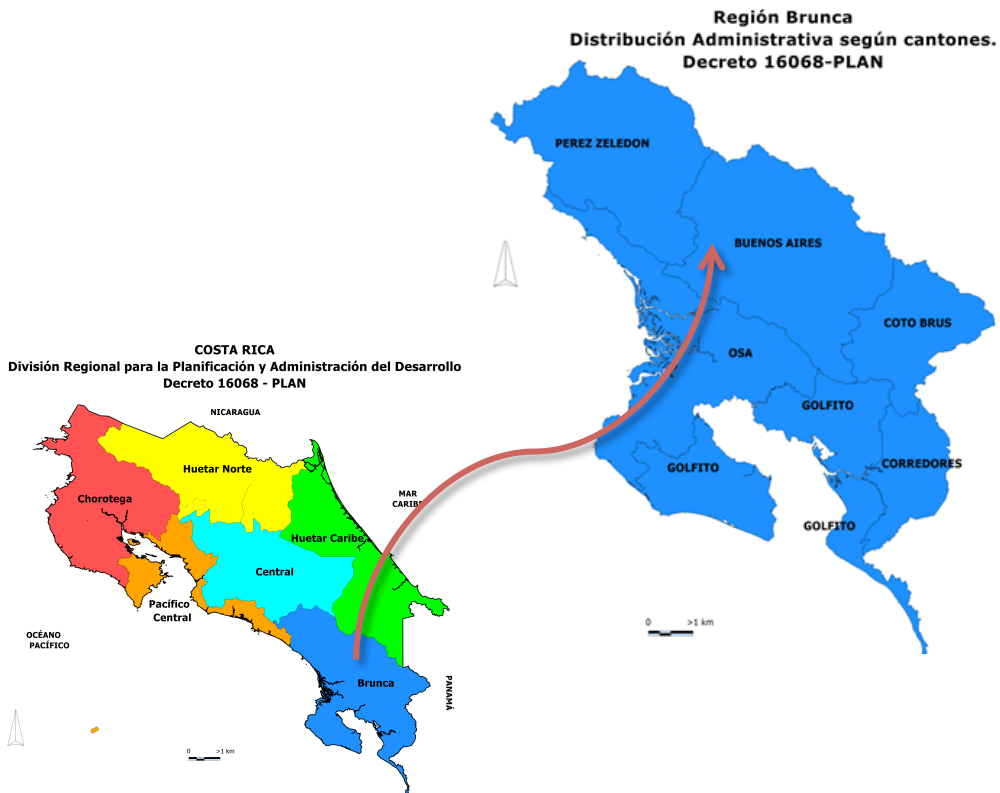 Región Brunca
Distribución Administrativa según cantones.
Decreto 16068-PLAN
PEREZ ZELEDON
BUENOS AIRES
COTO BRUS
OSA
GOLFITO
GOLFITO
CORREDORES
GOLFITO
0 >1 km
COSTA RICA
División Regional para la Planificación y Administración del Desarrollo
Decreto 16068 - PLAN
NICARAGUA
Huetar Norte
Chorotega
MAR
CARIBE
Huetar Caribe
Central
Pacífico
Central
OCÉANO
PACÍFICO
Brunca
PANAMÁ
0 >1 km